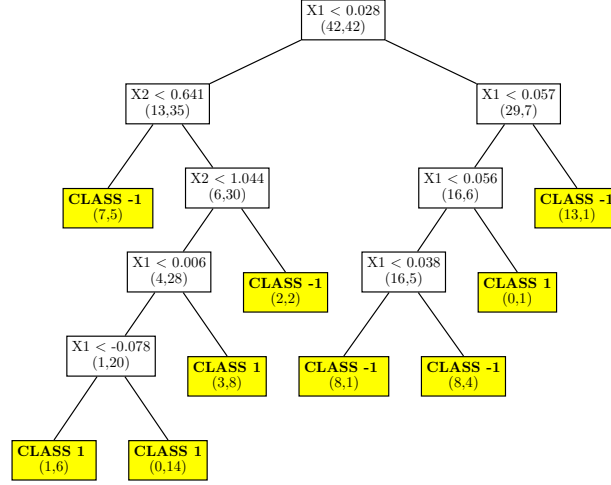 X1 < 0.028
(42,42)
X2 < 0.641
(13,35)
X1 < 0.057
(29,7)
CLASS -1
(7,5)
X2 < 1.044
(6,30)
X1 < 0.056
(16,6)
CLASS -1
(13,1)
X1 < 0.006
(4,28)
CLASS -1
(2,2)
X1 < 0.038
(16,5)
CLASS 1
(0,1)
X1 < -0.078
(1,20)
CLASS 1
(3,8)
CLASS -1
(8,1)
CLASS -1
(8,4)
CLASS 1
(1,6)
CLASS 1
(0,14)